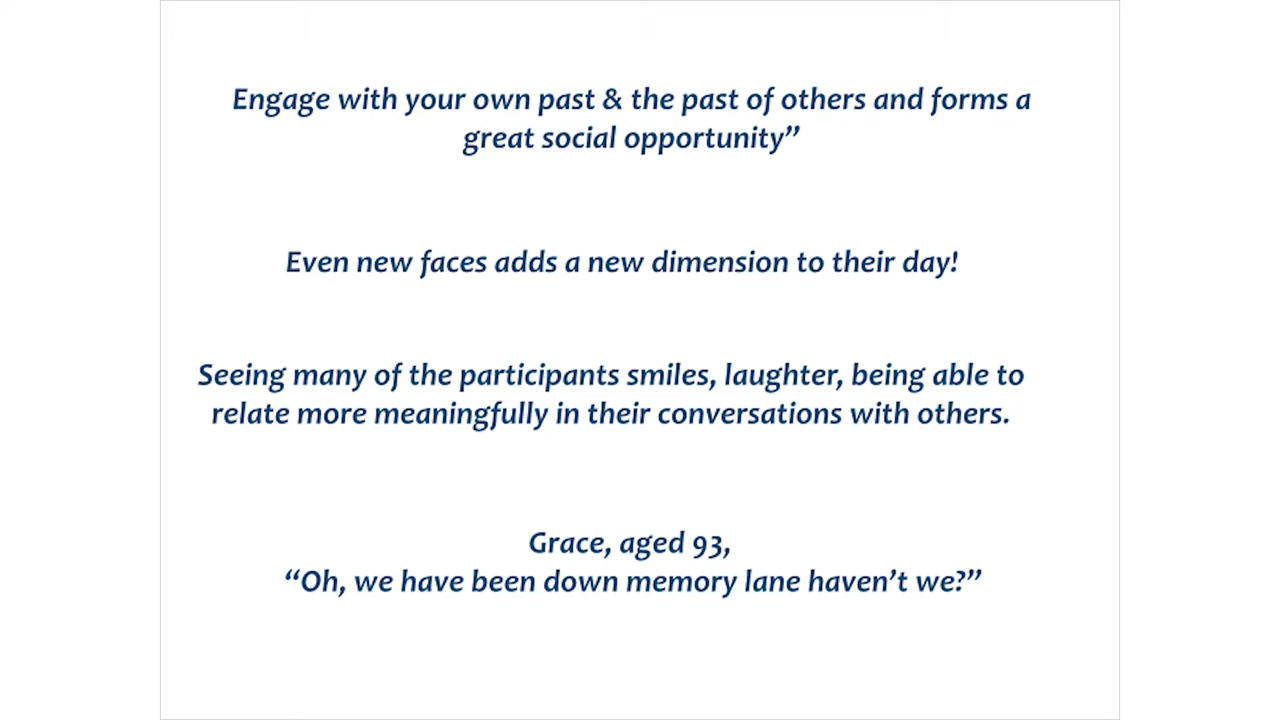 Engage with your own past & the past of others and forms a
great social opportunity”
Even new faces adds a new dimension to their day!
Seeing many of the participants smiles, laughter, being able to
relate more meaningfully in their conversations with others.
Grace, aged 93,
“Oh, we have been down memory lane haven’t we?”